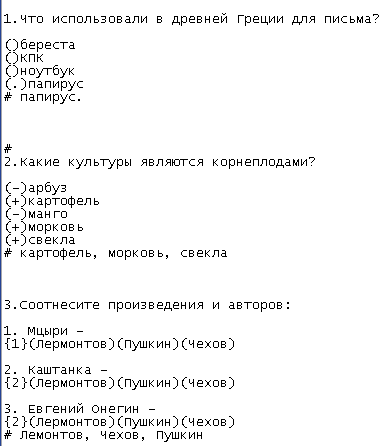 1.Что использовали в древней Греции для письма?
()береста
()КПК
()ноутбук
(.)папирус
# папирус.
#
2.Какие культуры являются корнеплодами?
(-)арбуз
(+)картофель
(-)манго
(+)морковь
(+)свекла
# картофель, морковь, свекла
3.Соотнесите произведения и авторов:
1. Мцыри -
{1}(Лермонтов)(Пушкин)(Чехов)
2. Каштанка -
{2}(Лермонтов)(Пушкин)(Чехов)
3. Евгений Онегин -
{2}(Лермонтов)(Пушкин)(Чехов)
# Лемонтов, Чехов, Пушкин